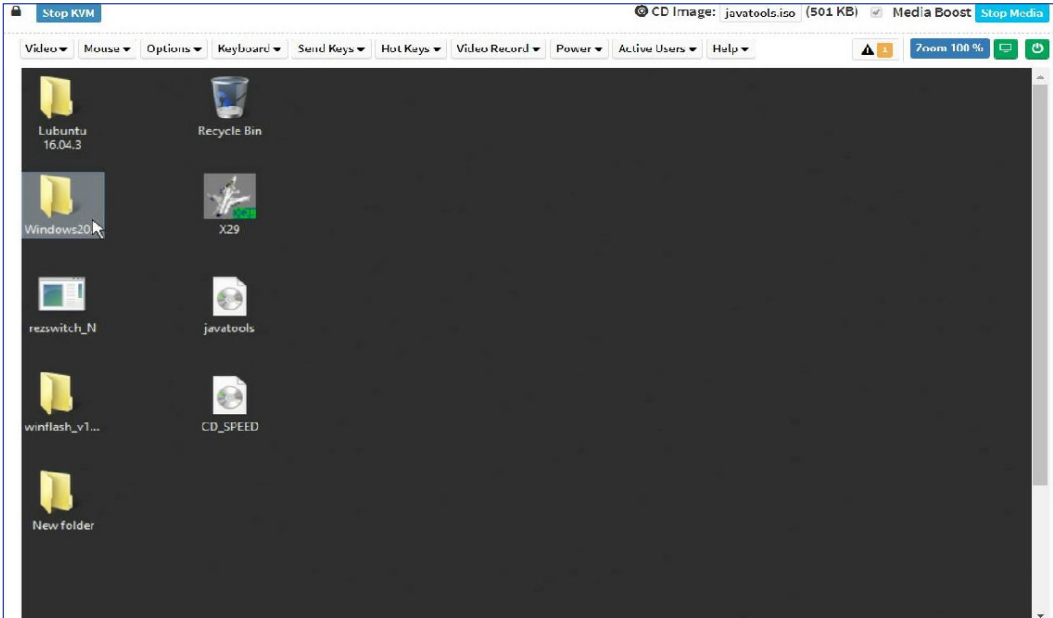 Stop KVM
CD Image: javatools.iso (501 KB) Media Boost Stop Media
Video Mouse Options Keyboard Send Keys Hot Keys Video Record Power Active Users Help 1 Zoom 100 %
Lubuntu
16.04.3
Recycle Bin
Windows20...
X29
rezswitch_N
javatools
winflash_v1...
CD_SPEED
New folder